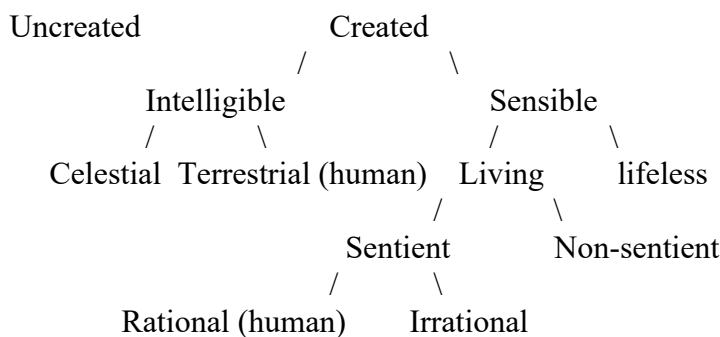 Uncreated Created
/ \
Intelligible Sensible
/ \ / \
Celestial Terrestrial (human) Living lifeless
/ \
Sentient Non-sentient
/ \
Rational (human) Irrational